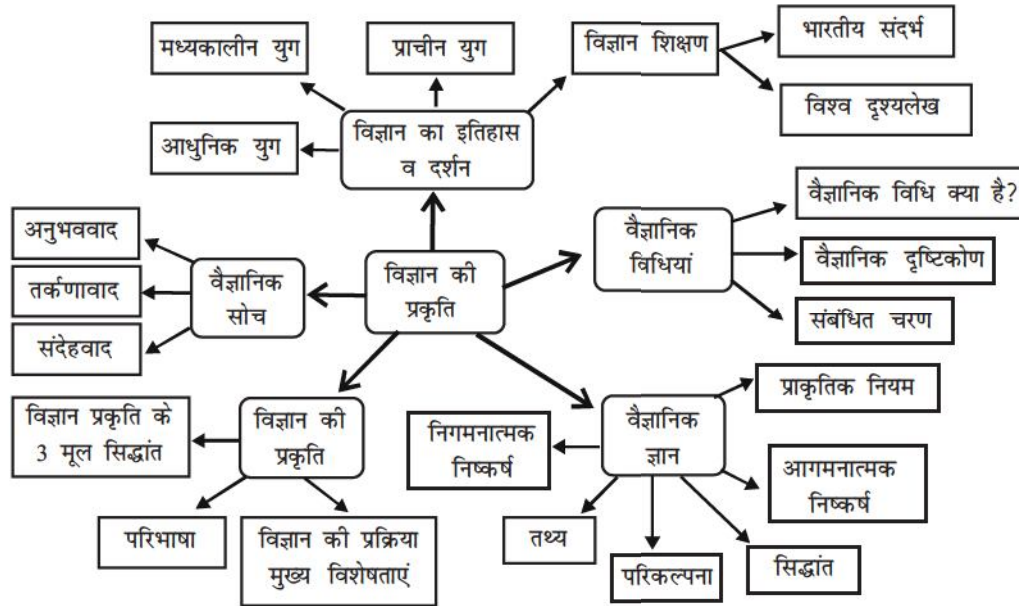 मध्यकालीन युग
प्राचीन युग
विज्ञान शिक्षण
भारतीय संदर्भ
विश्व दृश्यलेख
आधुनिक युग
विज्ञान का इतिहास
व दर्शन
वैज्ञानिक विधि क्या है?
वैज्ञानिक
विधियां
वैज्ञानिक दृष्टिकोण
संबंधित चरण
अनुभववाद
तर्कणावाद
संदेहवाद
वैज्ञानिक
सोच
विज्ञान की
प्रकृति
प्राकृतिक नियम
विज्ञान प्रकृति के
3 मूल सिद्धांत
विज्ञान की
प्रकृति
निगमनात्मक
निष्कर्ष
वैज्ञानिक
ज्ञान
आगमनात्मक
निष्कर्ष
परिभाषा
विज्ञान की प्रक्रिया
मुख्य विशेषताएं
तथ्य
परिकल्पना
सिद्धांत